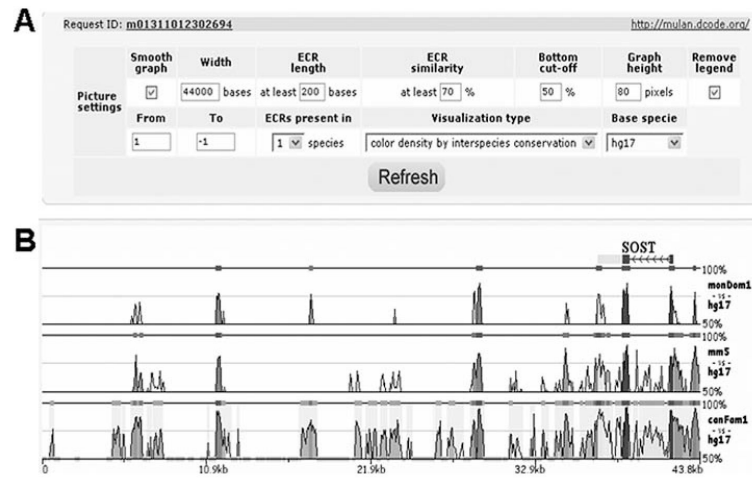 A
Request ID: m01311012302694 http://mulan.dcode.org/
Picture settings
Smooth graph Width ECR length ECR similarity Bottom cut-off Graph height Remove legend
44000 bases at least 200 bases at least 70 % 50 % 80 pixels
From To ECRs present in Visualization type Base specie
1 -1 1 species color density by interspecies conservation hg17
Refresh
B
SOST
100%
monDom1
-vs-
hg17
50%
100%
mm5
-vs-
hg17
50%
100%
canFam1
-vs-
hg17
50%
0 10.9kb 21.9kb 32.9kb 43.8kb